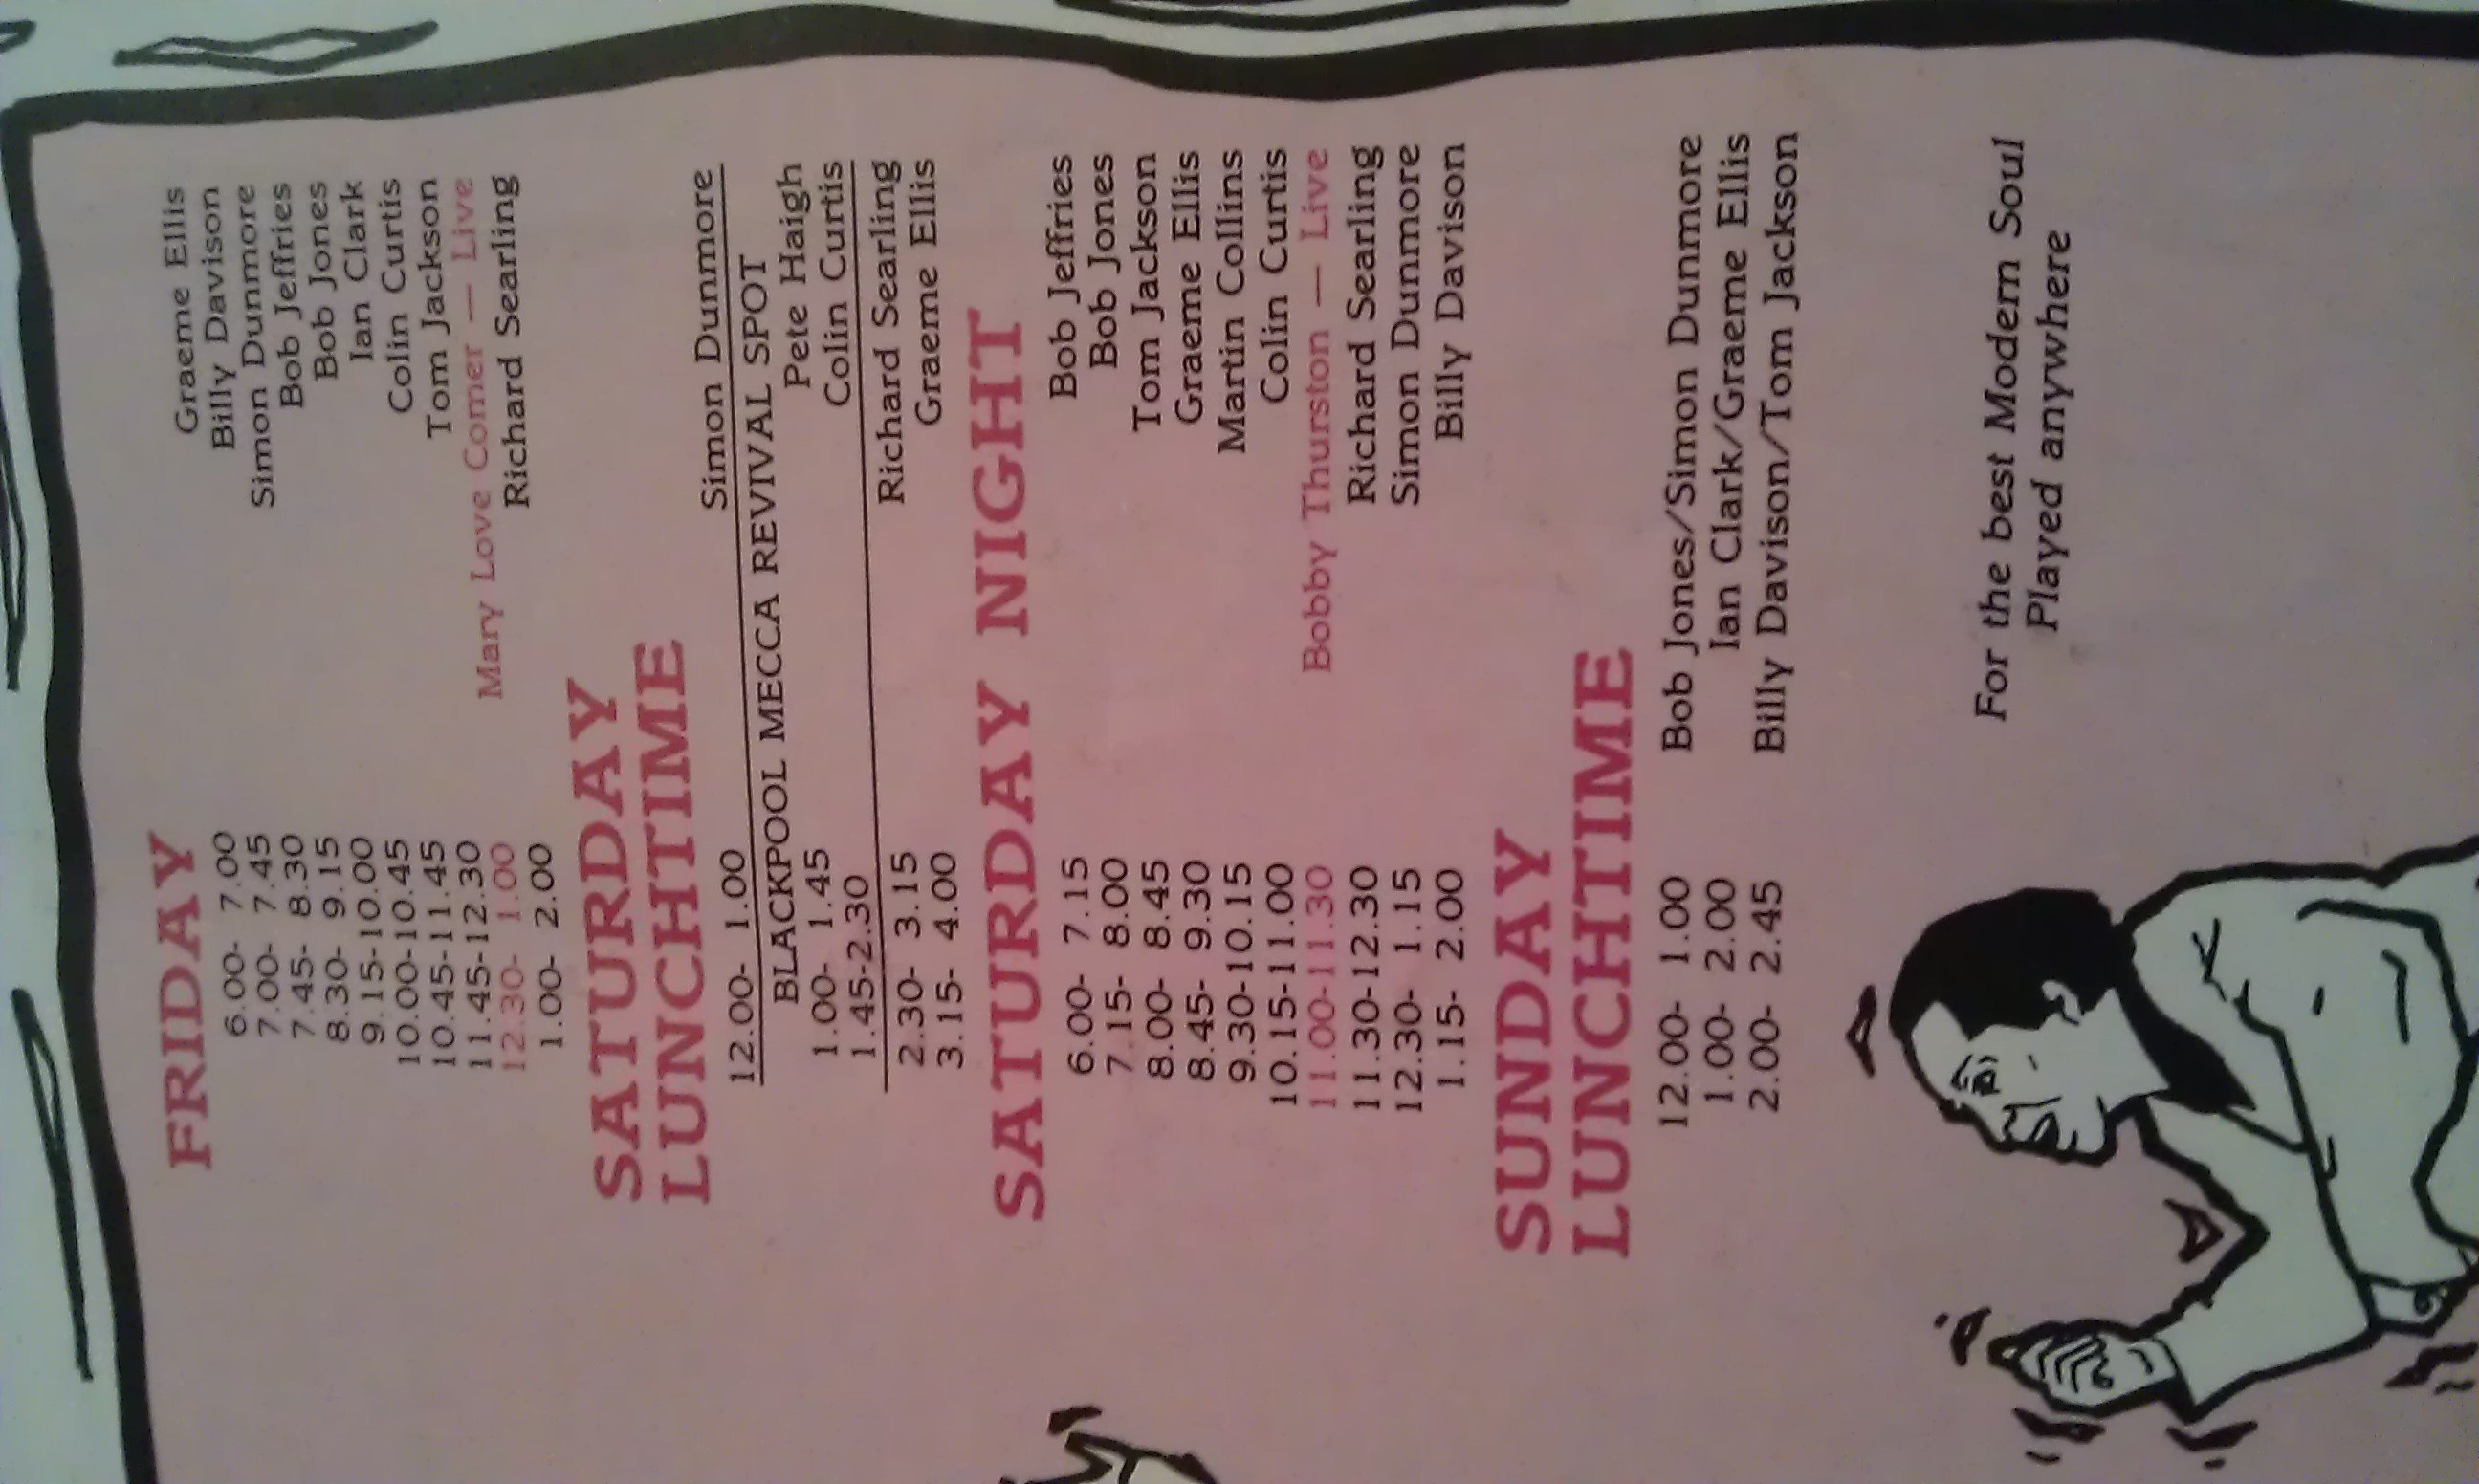 FRIDAY
6.00- 7.00 Graeme Ellis
7.00- 7.45 Billy Davison
7.45- 8.30 Simon Dunmore
8.30- 9.15 Bob Jeffries
9.15-10.00 Bob Jones
10.00-10.45 Ian Clark
10.45-11.45 Colin Curtis
11.45-12.30 Tom Jackson
12.30- 1.00 Mary Love Comer — Live
1.00- 2.00 Richard Searling
SATURDAY
LUNCHTIME
12.00- 1.00 Simon Dunmore
BLACKPOOL MECCA REVIVAL SPOT
1.00- 1.45 Pete Haigh
1.45-2.30 Colin Curtis
2.30- 3.15 Richard Searling
3.15- 4.00 Graeme Ellis
SATURDAY NIGHT
6.00- 7.15 Bob Jeffries
7.15- 8.00 Bob Jones
8.00- 8.45 Tom Jackson
8.45- 9.30 Graeme Ellis
9.30-10.15 Martin Collins
10.15-11.00 Colin Curtis
11.00-11.30 Bobby Thurston — Live
11.30-12.30 Richard Searling
12.30- 1.15 Simon Dunmore
1.15- 2.00 Billy Davison
SUNDAY
LUNCHTIME
12.00- 1.00 Bob Jones/Simon Dunmore
1.00- 2.00 Ian Clark/Graeme Ellis
2.00- 2.45 Billy Davison/Tom Jackson
For the best Modern Soul
Played anywhere